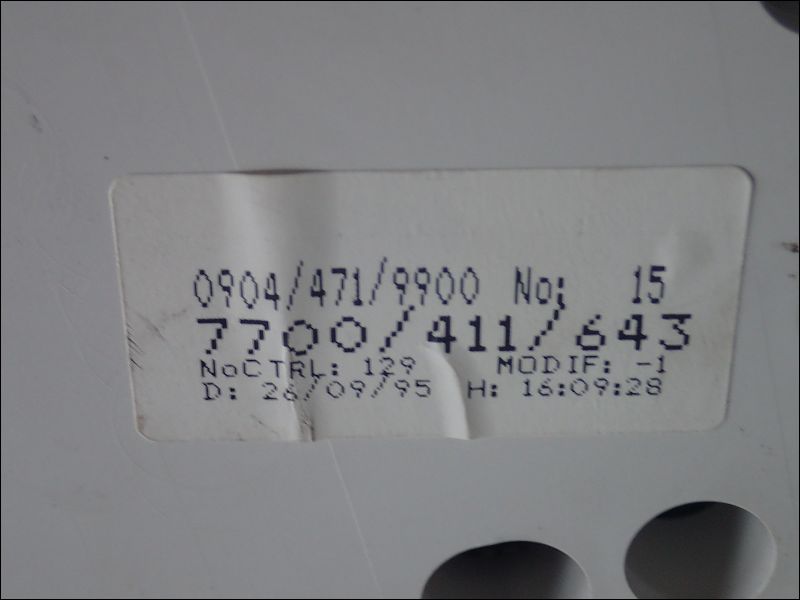 0904/471/9900 No: 15
7700/411/643
NoCTRL: 129 MODIF: -1
D: 26/09/95 H: 16:09:28